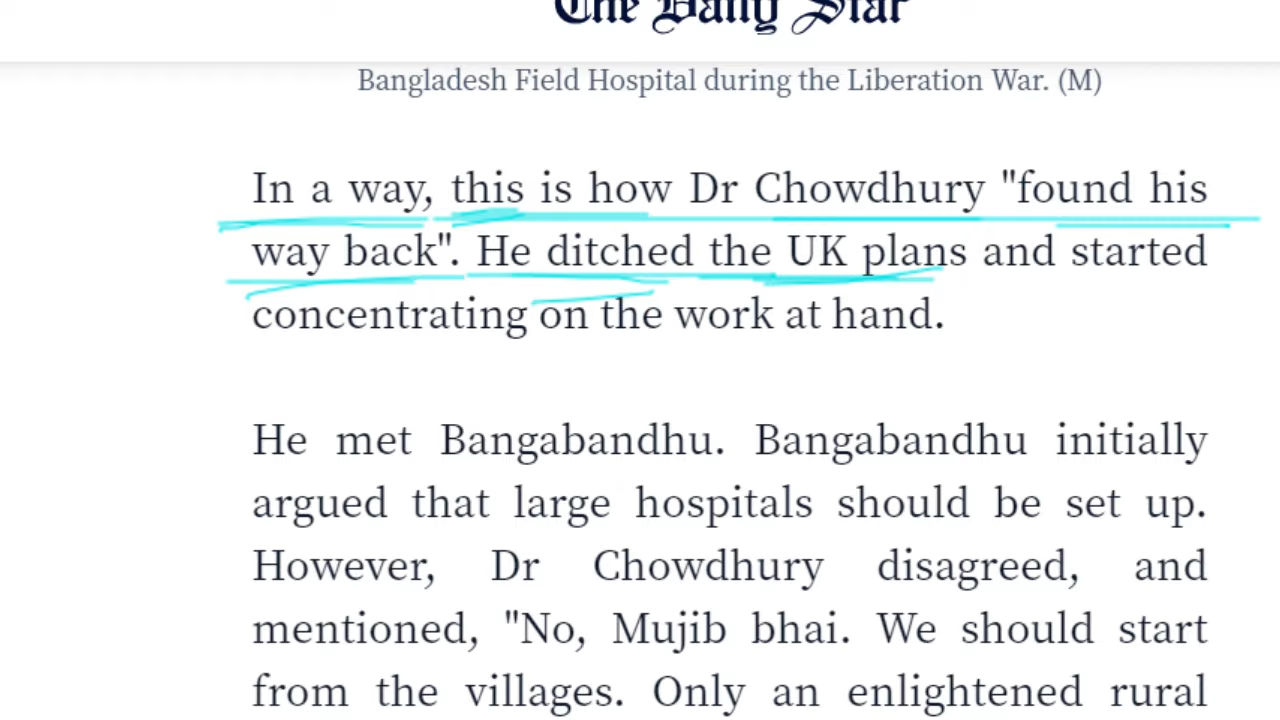 The Daily Star
Bangladesh Field Hospital during the Liberation War. (M)
In a way, this is how Dr Chowdhury "found his
way back". He ditched the UK plans and started
concentrating on the work at hand.
He met Bangabandhu. Bangabandhu initially
argued that large hospitals should be set up.
However, Dr Chowdhury disagreed, and
mentioned, "No, Mujib bhai. We should start
from the villages. Only an enlightened rural